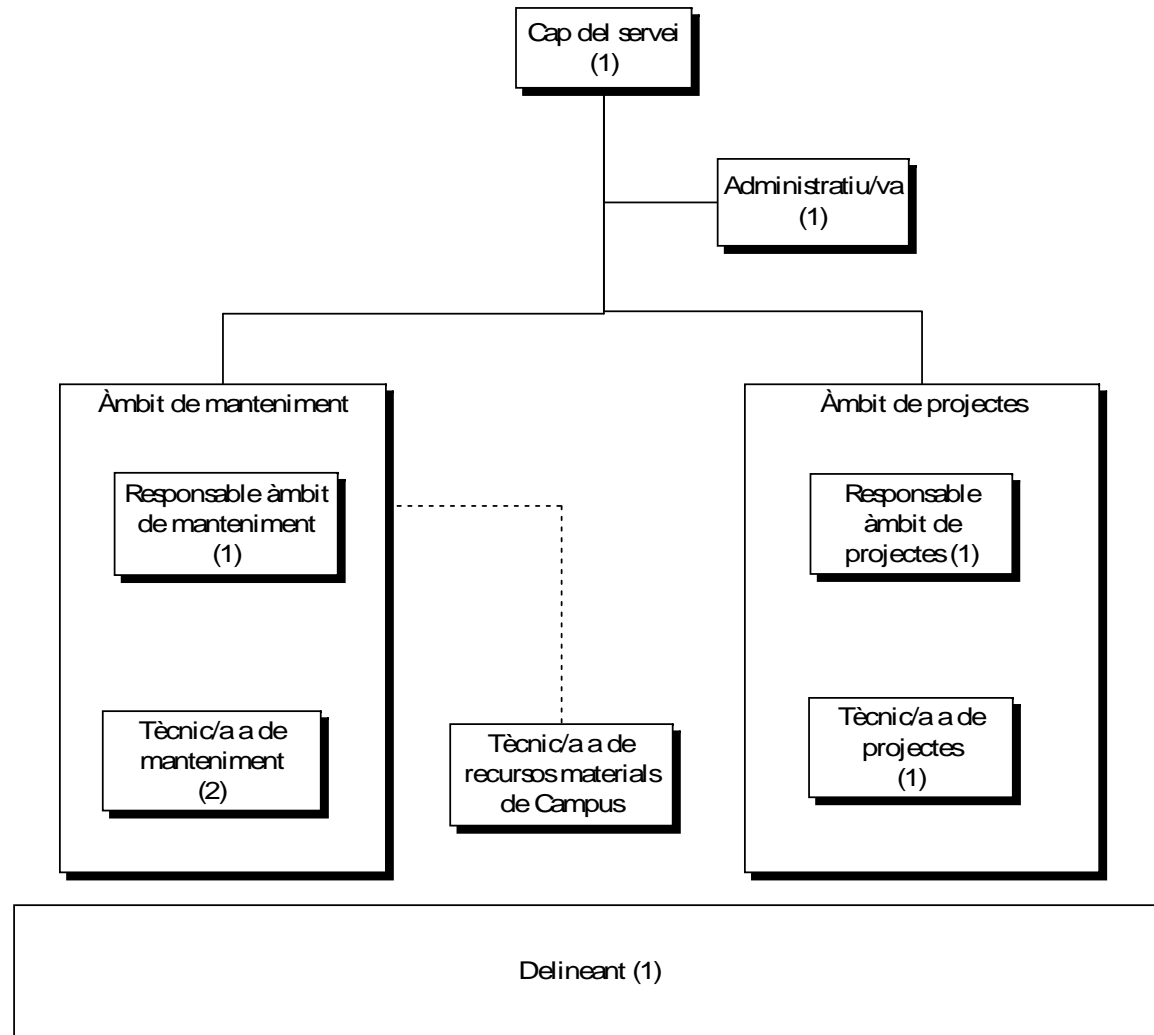 Cap del servei
(1)
Administratiu/va
(1)
Àmbit de manteniment
Àmbit de projectes
Responsable àmbit
de manteniment
(1)
Responsable
àmbit de
projectes (1)
Tècnic/a a de
manteniment
(2)
Tècnic/a a de
recursos materials
de Campus
Tècnic/a a de
projectes
(1)
Delineant (1)